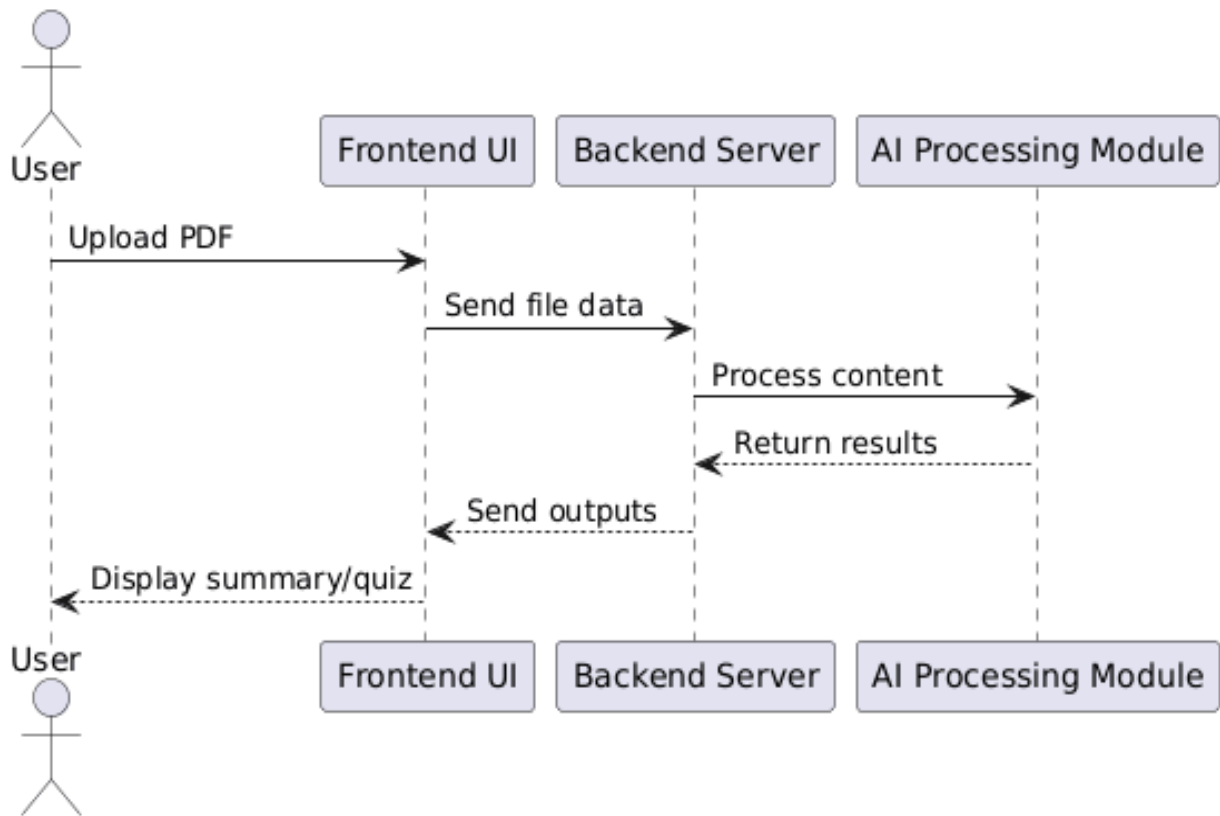 User
Frontend UI
Backend Server
AI Processing Module
Upload PDF
Send file data
Process content
Return results
Send outputs
Display summary/quiz
User
Frontend UI
Backend Server
AI Processing Module